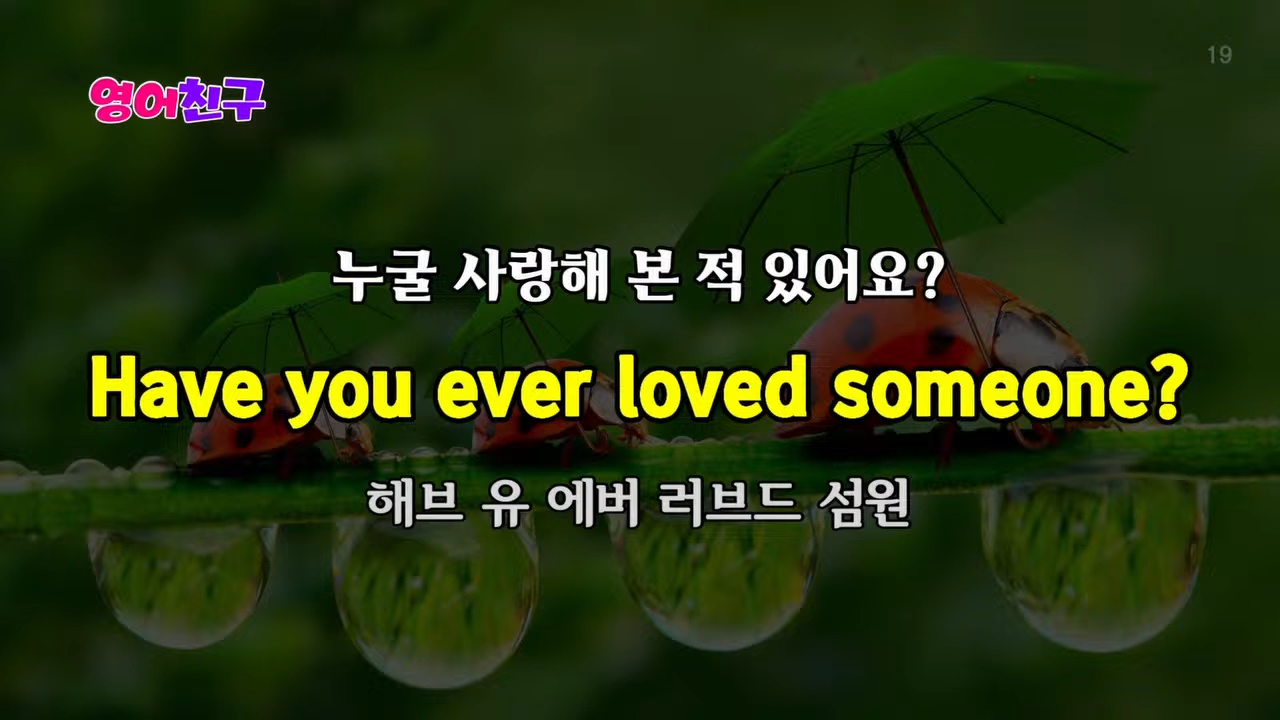 19
영어친구
누굴 사랑해 본 적 있어요?
Have you ever loved someone?
해브 유 에버 러브드 섬원